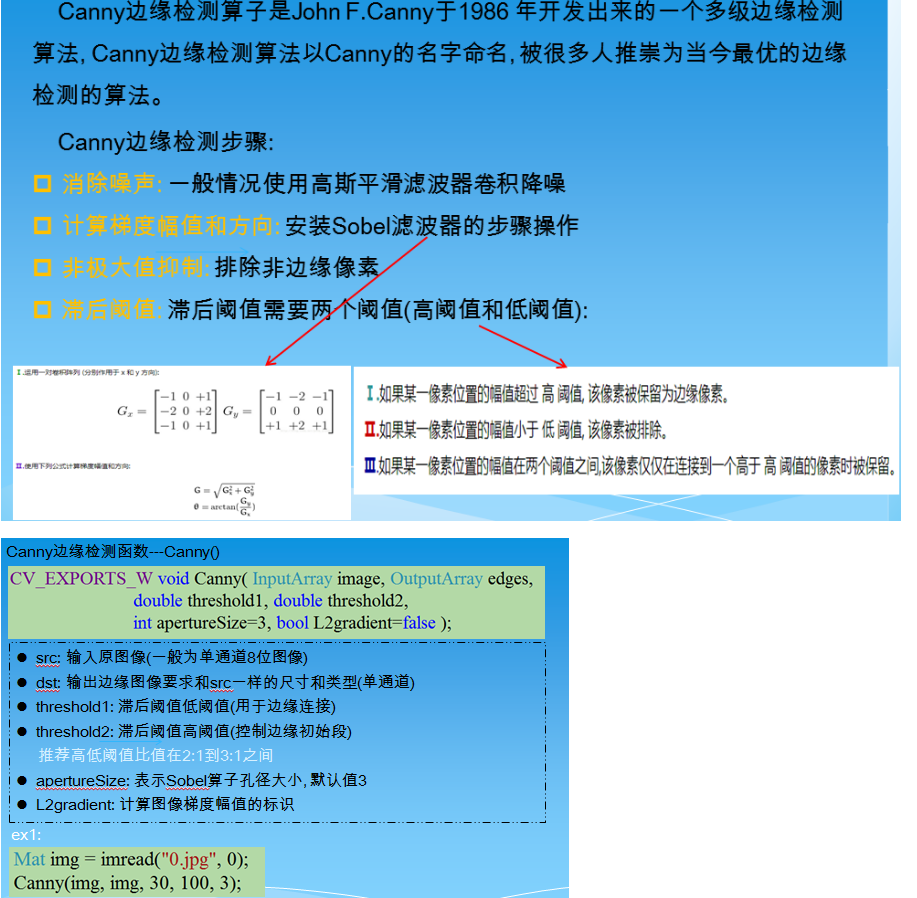 Canny边缘检测算子是John F.Canny于1986 年开发出来的一个多级边缘检测
算法, Canny边缘检测算法以Canny的名字命名, 被很多人推崇为当今最优的边缘
检测的算法。
Canny边缘检测步骤:
消除噪声: 一般情况使用高斯平滑滤波器卷积降噪
计算梯度幅值和方向: 安装Sobel滤波器的步骤操作
非极大值抑制: 排除非边缘像素
滞后阈值: 滞后阈值需要两个阈值(高阈值和低阈值):
Ⅰ.运用一对卷积阵列 (分别作用于 x 和 y 方向):
G_x = [−1 0 +1; −2 0 +2; −1 0 +1] G_y = [−1 −2 −1; 0 0 0; +1 +2 +1]
Ⅱ.使用下列公式计算梯度幅值和方向:
G = √(G_x^2 + G_y^2)
θ = arctan(G_y/G_x)
Ⅰ.如果某一像素位置的幅值超过 高 阈值, 该像素被保留为边缘像素。
Ⅱ.如果某一像素位置的幅值小于 低 阈值, 该像素被排除。
Ⅲ.如果某一像素位置的幅值在两个阈值之间,该像素仅仅在连接到一个高于 高 阈值的像素时被保留。
Canny边缘检测函数---Canny()
CV_EXPORTS_W void Canny( InputArray image, OutputArray edges,
double threshold1, double threshold2,
int apertureSize=3, bool L2gradient=false );
● src: 输入原图像(一般为单通道8位图像)
● dst: 输出边缘图像要求和src一样的尺寸和类型(单通道)
● threshold1: 滞后阈值低阈值(用于边缘连接)
● threshold2: 滞后阈值高阈值(控制边缘初始段)
推荐高低阈值比值在2:1到3:1之间
● apertureSize: 表示Sobel算子孔径大小, 默认值3
● L2gradient: 计算图像梯度幅值的标识
ex1:
Mat img = imread("0.jpg", 0);
Canny(img, img, 30, 100, 3);